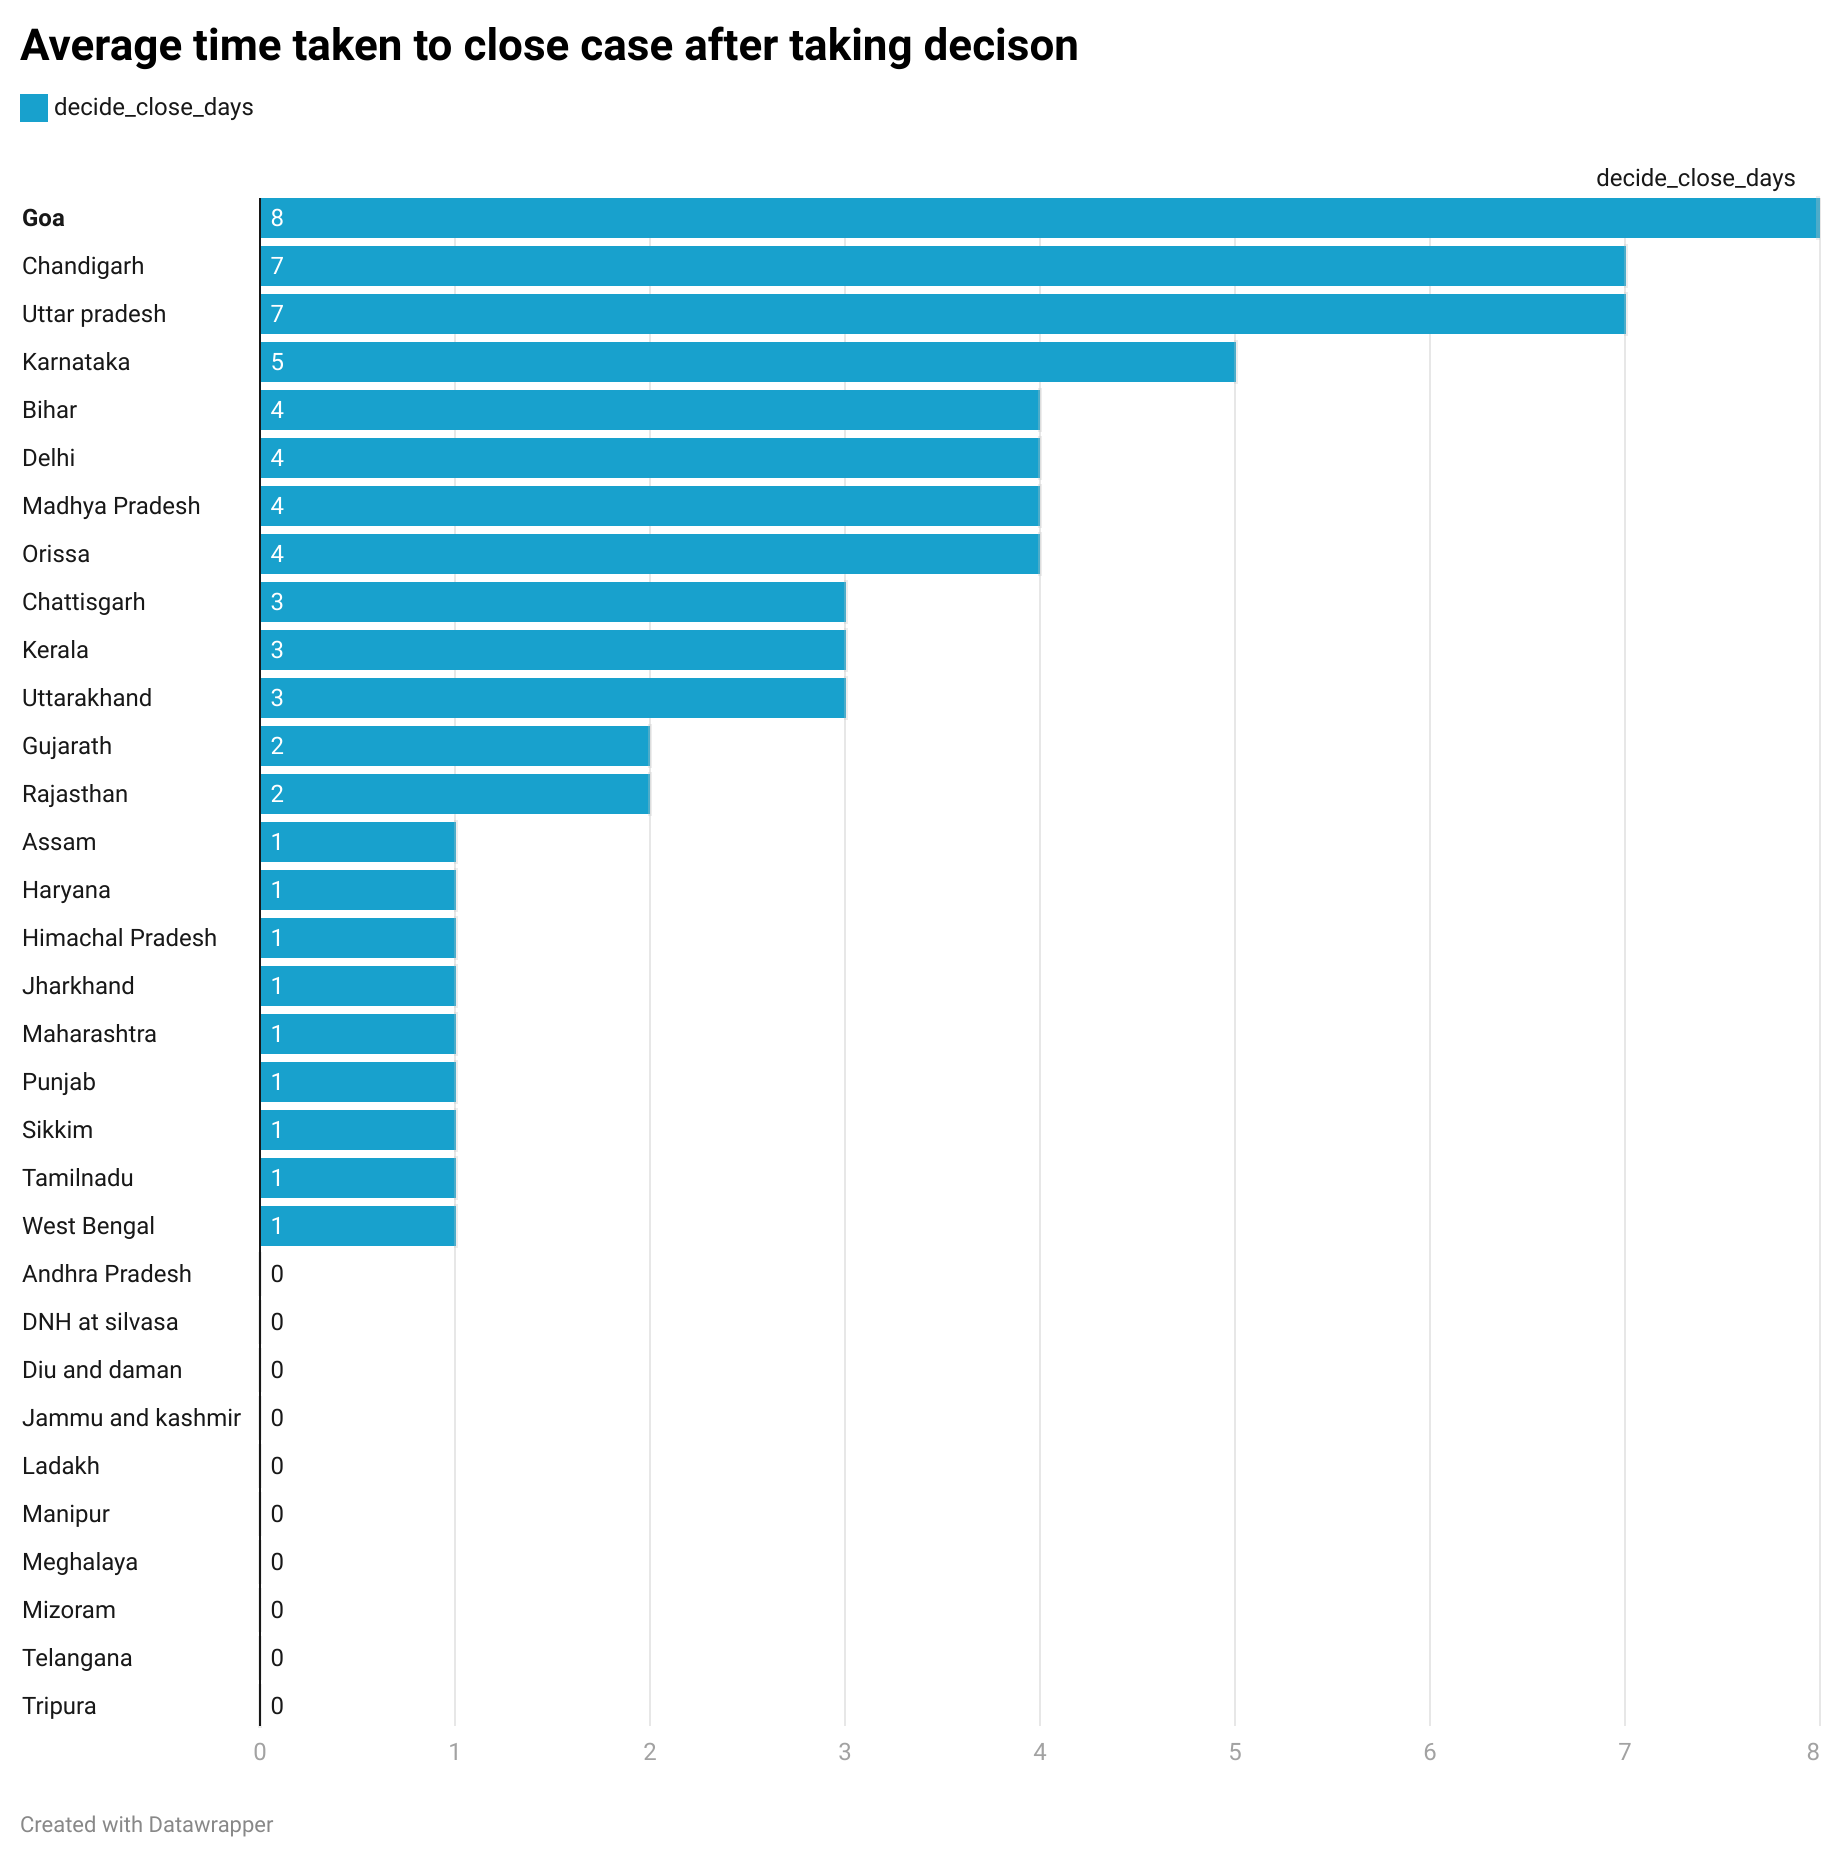 Average time taken to close case after taking decison
decide_close_days
decide_close_days
Goa 8
Chandigarh 7
Uttar pradesh 7
Karnataka 5
Bihar 4
Delhi 4
Madhya Pradesh 4
Orissa 4
Chattisgarh 3
Kerala 3
Uttarakhand 3
Gujarath 2
Rajasthan 2
Assam 1
Haryana 1
Himachal Pradesh 1
Jharkhand 1
Maharashtra 1
Punjab 1
Sikkim 1
Tamilnadu 1
West Bengal 1
Andhra Pradesh 0
DNH at silvasa 0
Diu and daman 0
Jammu and kashmir 0
Ladakh 0
Manipur 0
Meghalaya 0
Mizoram 0
Telangana 0
Tripura 0
0 1 2 3 4 5 6 7 8
Created with Datawrapper